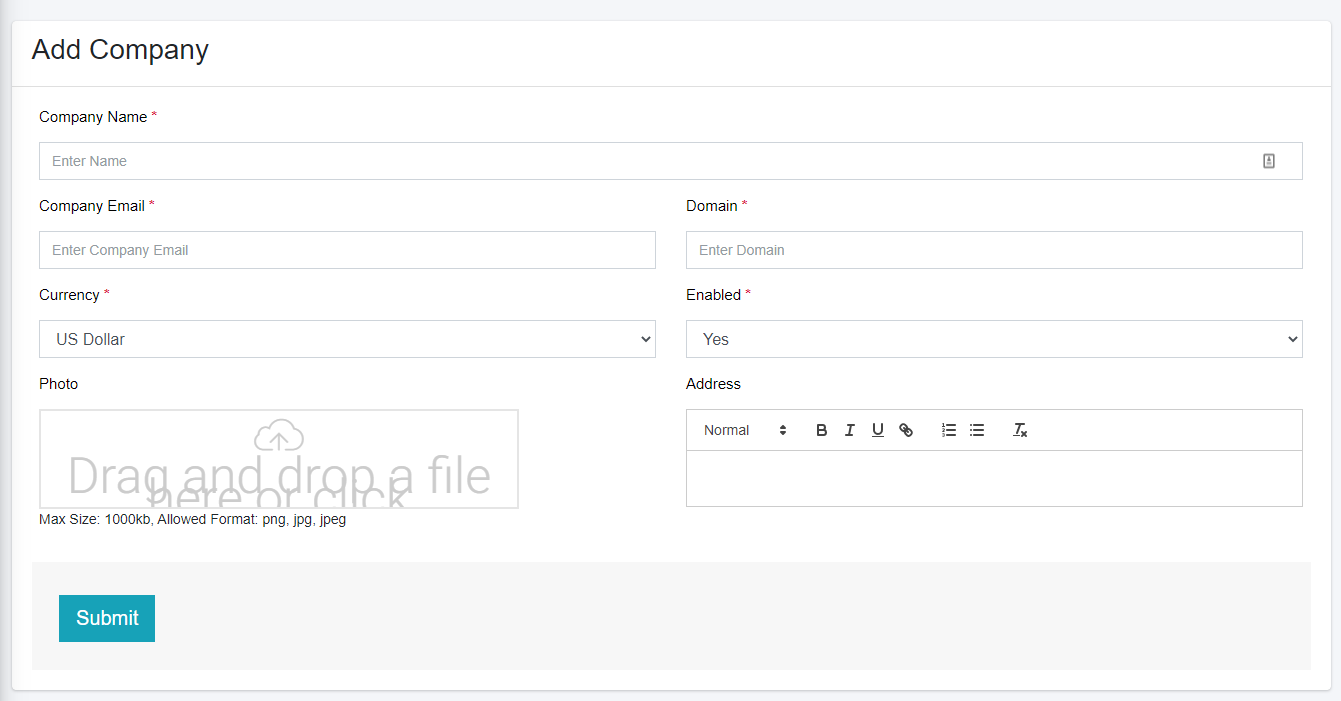 Add Company
Company Name *
Enter Name
Company Email *
Domain *
Enter Company Email
Enter Domain
Currency *
Enabled *
US Dollar
Yes
Photo
Address
Normal
Drag and drop a file
here or click
Max Size: 1000kb, Allowed Format: png, jpg, jpeg
Submit